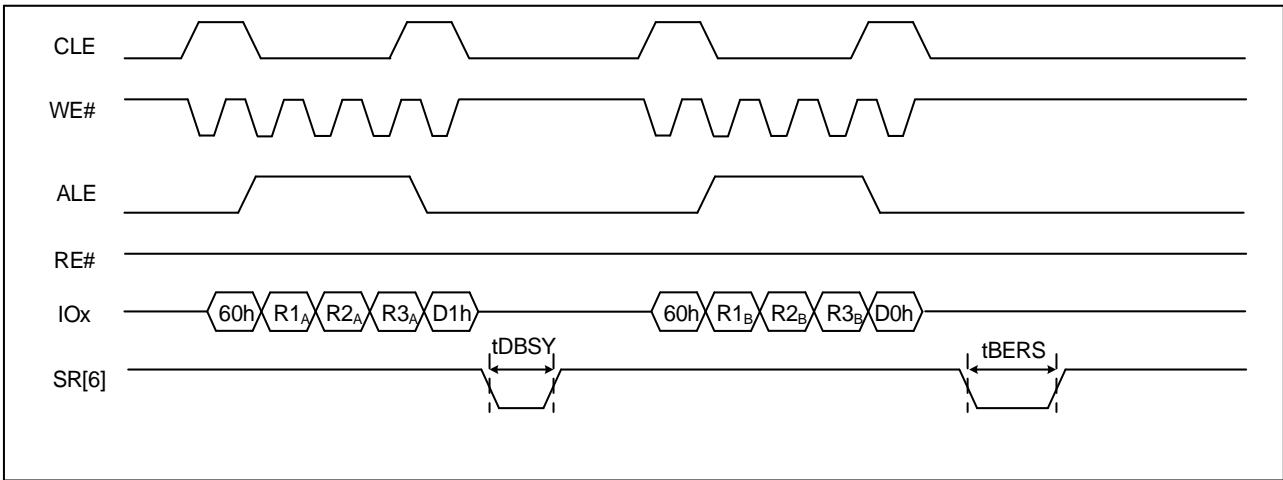 CLE
WE#
ALE
RE#
IOx 60h R1A R2A R3A D1h 60h R1B R2B R3B D0h
tDBSY tBERS
SR[6]